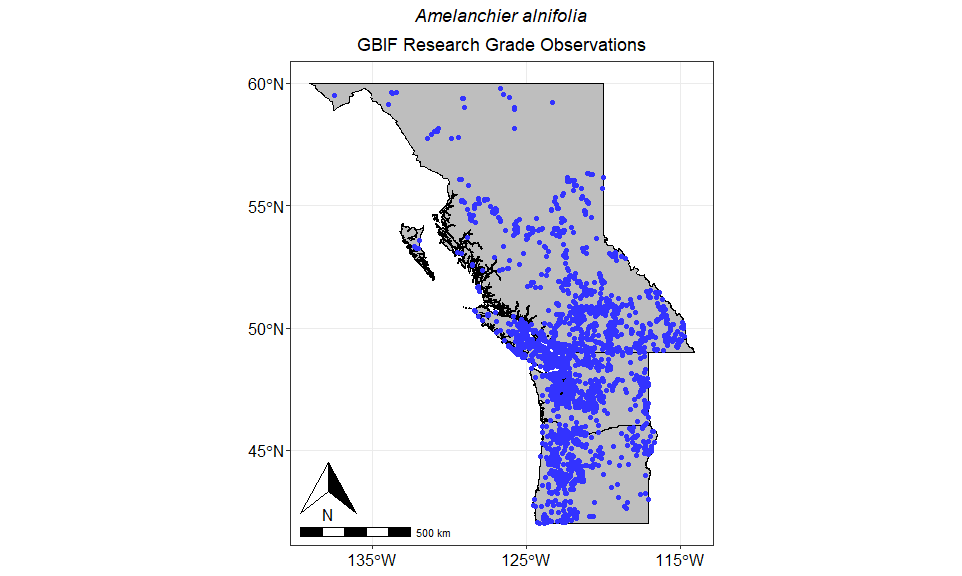 Amelanchier alnifolia
GBIF Research Grade Observations
60°N
55°N
50°N
45°N
N
500 km
135°W 125°W 115°W